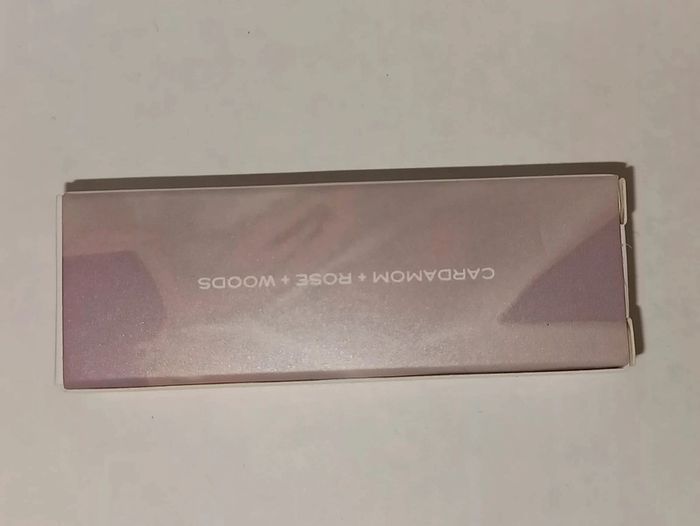 CARDAMOM + ROSE + WOODS